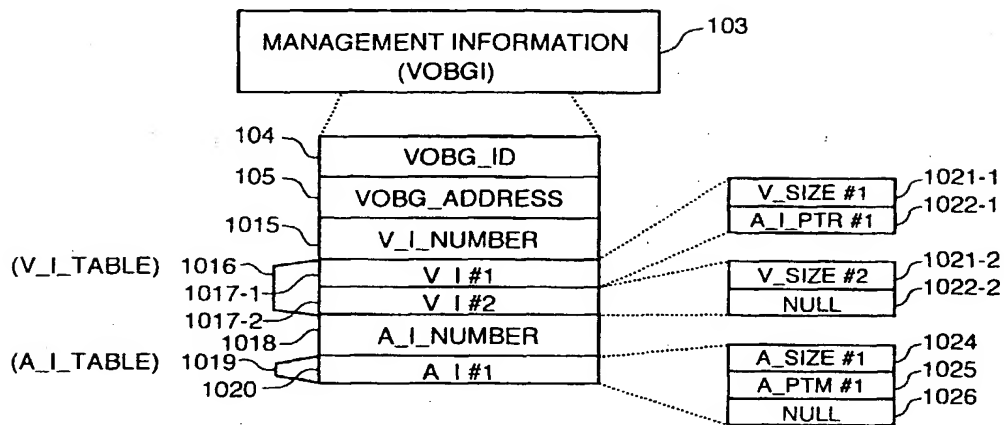 MANAGEMENT INFORMATION
(VOBGI)
103
104
VOBG_ID
105
VOBG_ADDRESS
1015
V_I_NUMBER
(V_I_TABLE)
1016
V_I #1
1017-1
V_I #2
1017-2
A_I_NUMBER
1018
(A_I_TABLE)
1019
A_I #1
1020
V_SIZE #1
1021-1
A_I_PTR #1
1022-1
V_SIZE #2
1021-2
NULL
1022-2
A_SIZE #1
1024
A_PTM #1
1025
NULL
1026